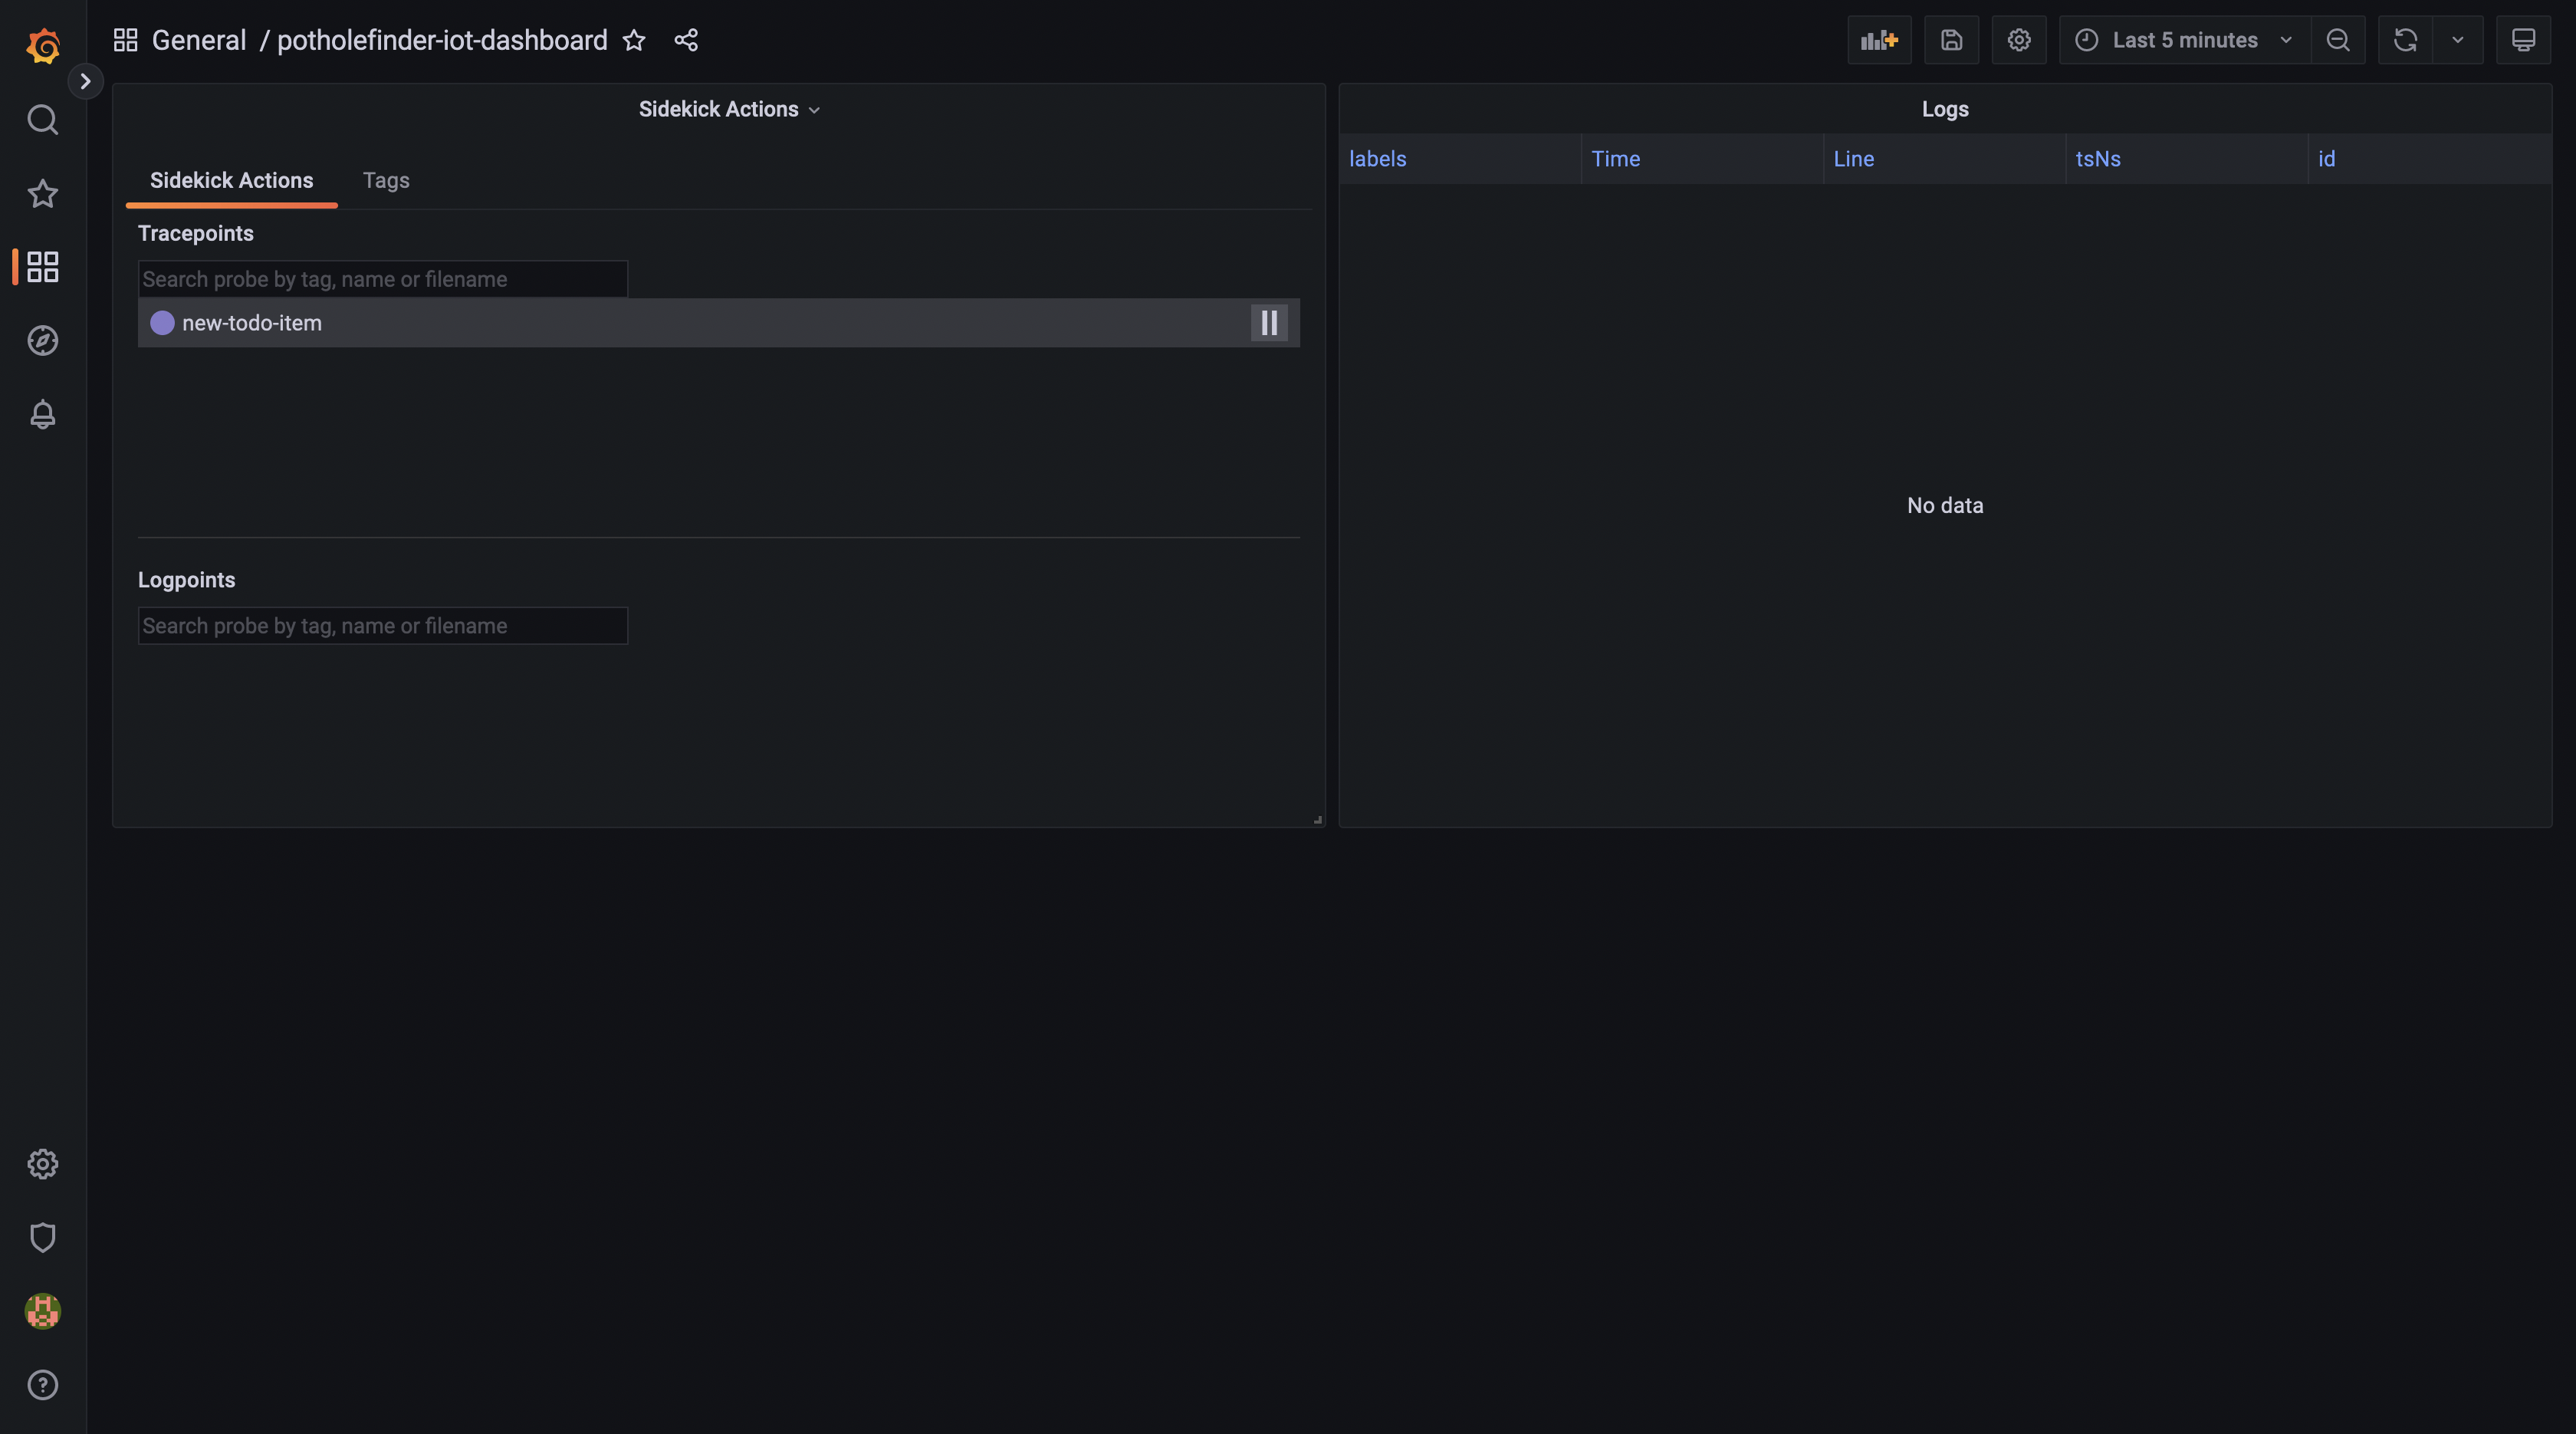 General / potholefinder-iot-dashboard
Last 5 minutes
Sidekick Actions
Sidekick Actions Tags
Tracepoints
Search probe by tag, name or filename
new-todo-item
Logpoints
Search probe by tag, name or filename
Logs
labels Time Line tsNs id
No data